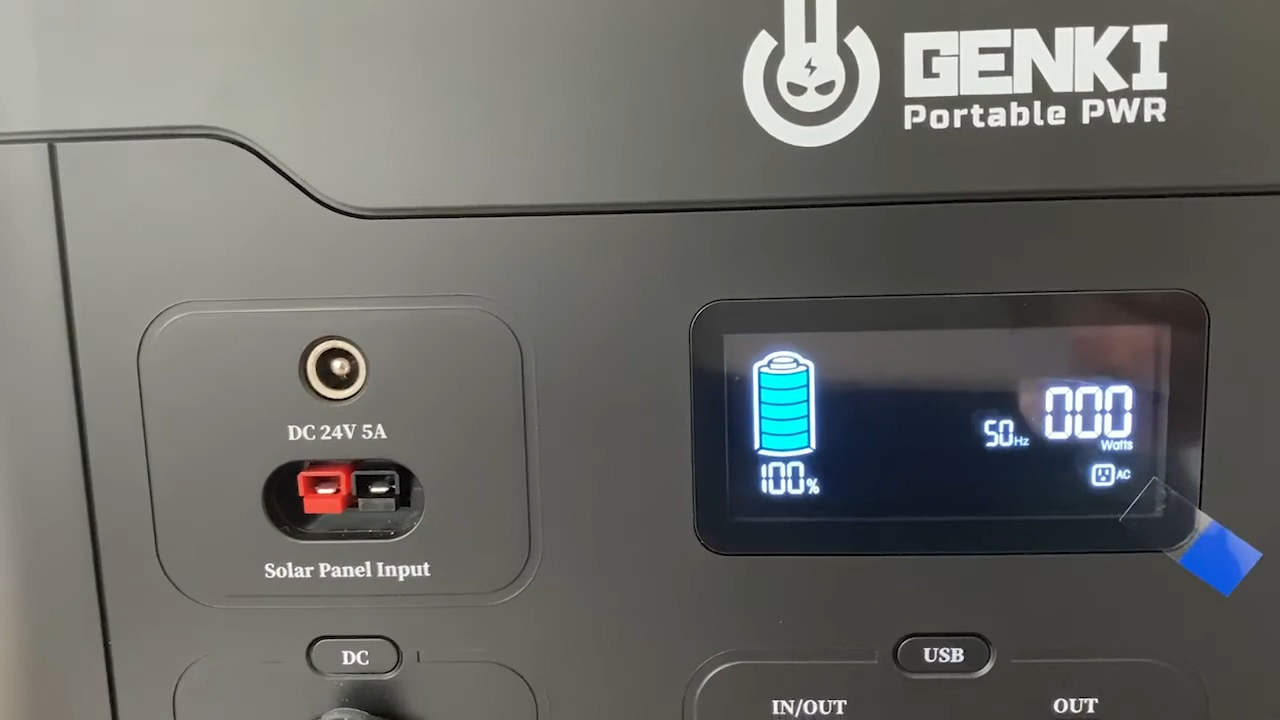 GENKI
Portable PWR
DC 24V 5A
Solar Panel Input
100%
50Hz
000
Watts
AC
DC
USB
IN/OUT
OUT